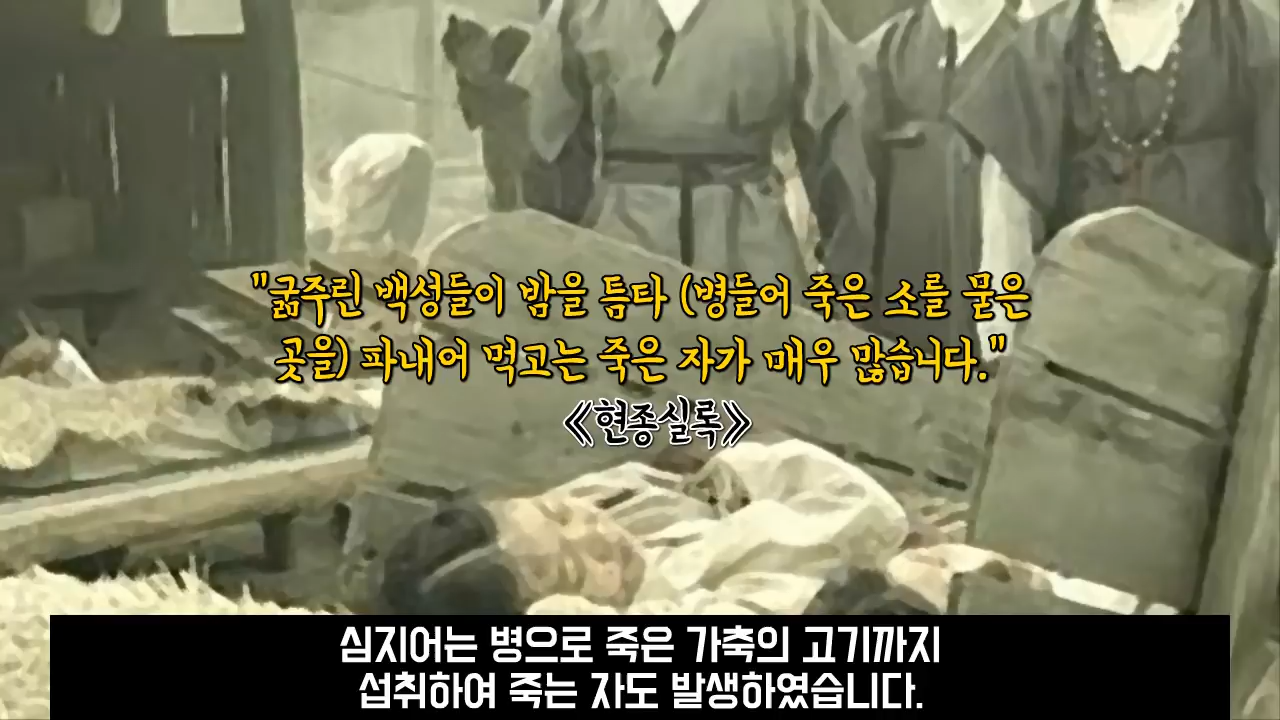 "굶주린 백성들이 밤을 틈타 (병들어 죽은 소를 묻은
곳을) 파내어 먹고는 죽은 자가 매우 많습니다."
《현종실록》
심지어는 병으로 죽은 가축의 고기까지
섭취하여 죽는 자도 발생하였습니다.